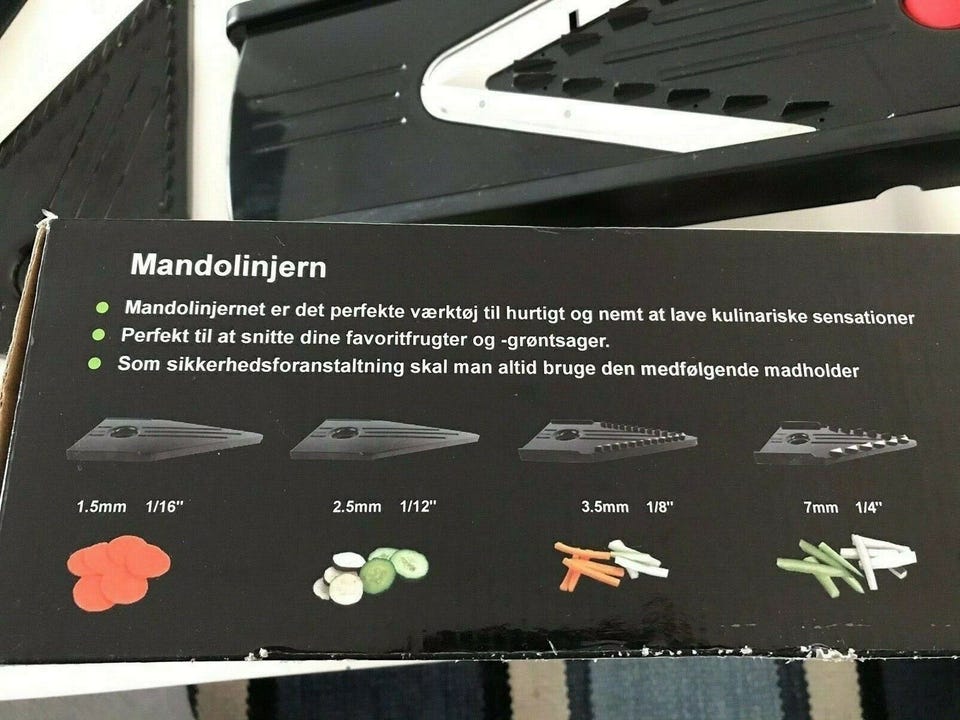 Mandolinjern
Mandolinjernet er det perfekte værktøj til hurtigt og nemt at lave kulinariske sensationer
Perfekt til at snitte dine favoritfrugter og -grøntsager.
Som sikkerhedsforanstaltning skal man altid bruge den medfølgende madholder
1.5mm 1/16" 2.5mm 1/12" 3.5mm 1/8" 7mm 1/4"